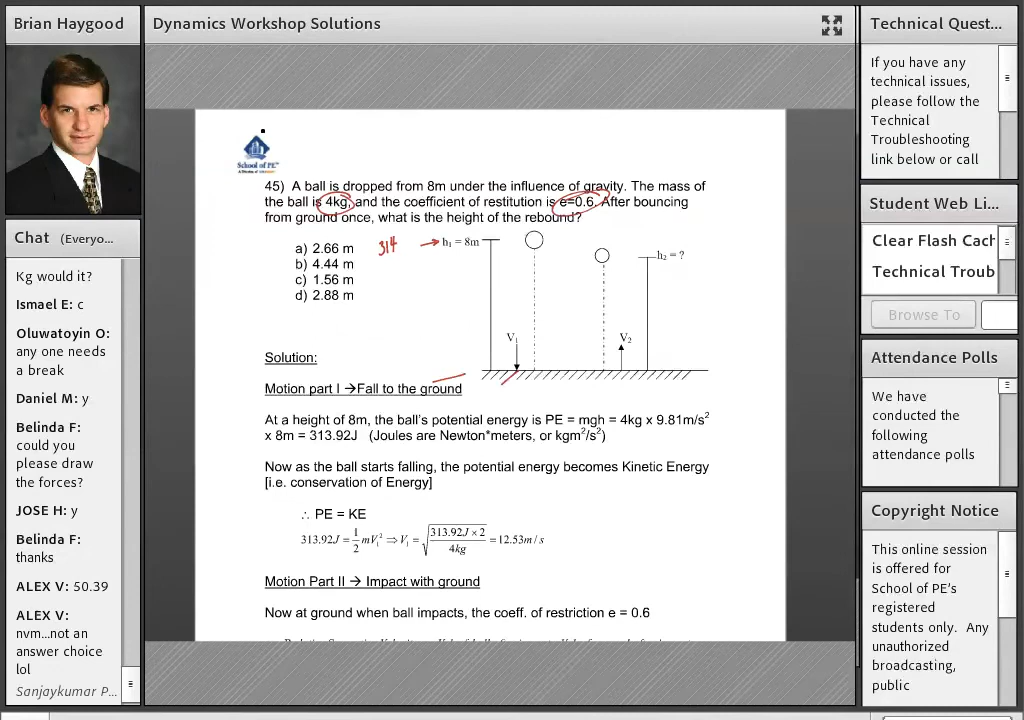 Brian Haygood
Dynamics Workshop Solutions
Technical Quest...
If you have any
technical issues,
please follow the
Technical
Troubleshooting
link below or call
Student Web Li...
Clear Flash Cach
Technical Troub
Browse To
Attendance Polls
We have
conducted the
following
attendance polls
Copyright Notice
This online session
is offered for
School of PE's
registered
students only. Any
unauthorized
broadcasting,
public
Chat (Everyo...
Kg would it?
Ismael E: c
Oluwatoyin O:
any one needs
a break
Daniel M: y
Belinda F:
could you
please draw
the forces?
JOSE H: y
Belinda F:
thanks
ALEX V: 50.39
ALEX V:
nvm...not an
answer choice
lol
Sanjaykumar P...
School of PE™
45) A ball is dropped from 8m under the influence of gravity. The mass of
the ball is 4kg, and the coefficient of restitution is e=0.6. After bouncing
from ground once, what is the height of the rebound?
a) 2.66 m
b) 4.44 m
c) 1.56 m
d) 2.88 m
314
h₁ = 8m
h₂ = ?
V₁
V₂
Solution:
Motion part I →Fall to the ground
At a height of 8m, the ball's potential energy is PE = mgh = 4kg x 9.81m/s²
x 8m = 313.92J (Joules are Newton*meters, or kgm²/s²)
Now as the ball starts falling, the potential energy becomes Kinetic Energy
[i.e. conservation of Energy]
∴ PE = KE
313.92J = 1/2 mV₁² ⇒ V₁ = √(313.92J × 2 / 4kg) = 12.53m / s
Motion Part II → Impact with ground
Now at ground when ball impacts, the coeff. of restriction e = 0.6